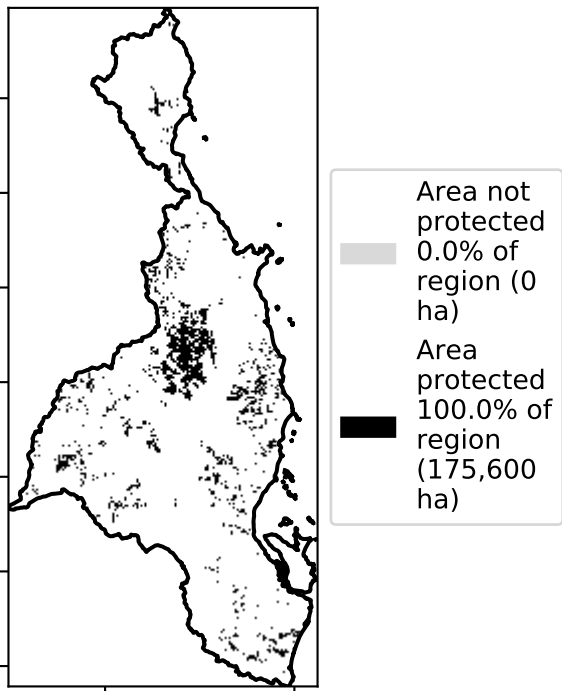 Area not
protected
0.0% of
region (0
ha)
Area
protected
100.0% of
region
(175,600
ha)